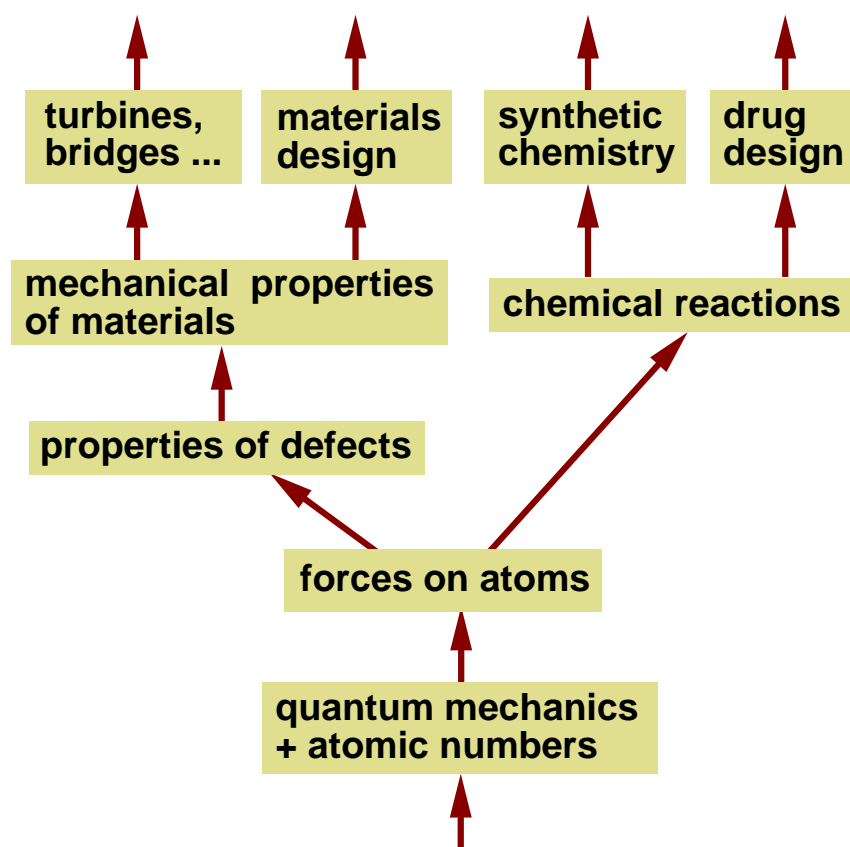 turbines,
bridges ...
materials
design
synthetic
chemistry
drug
design
mechanical properties
of materials
chemical reactions
properties of defects
forces on atoms
quantum mechanics
+ atomic numbers